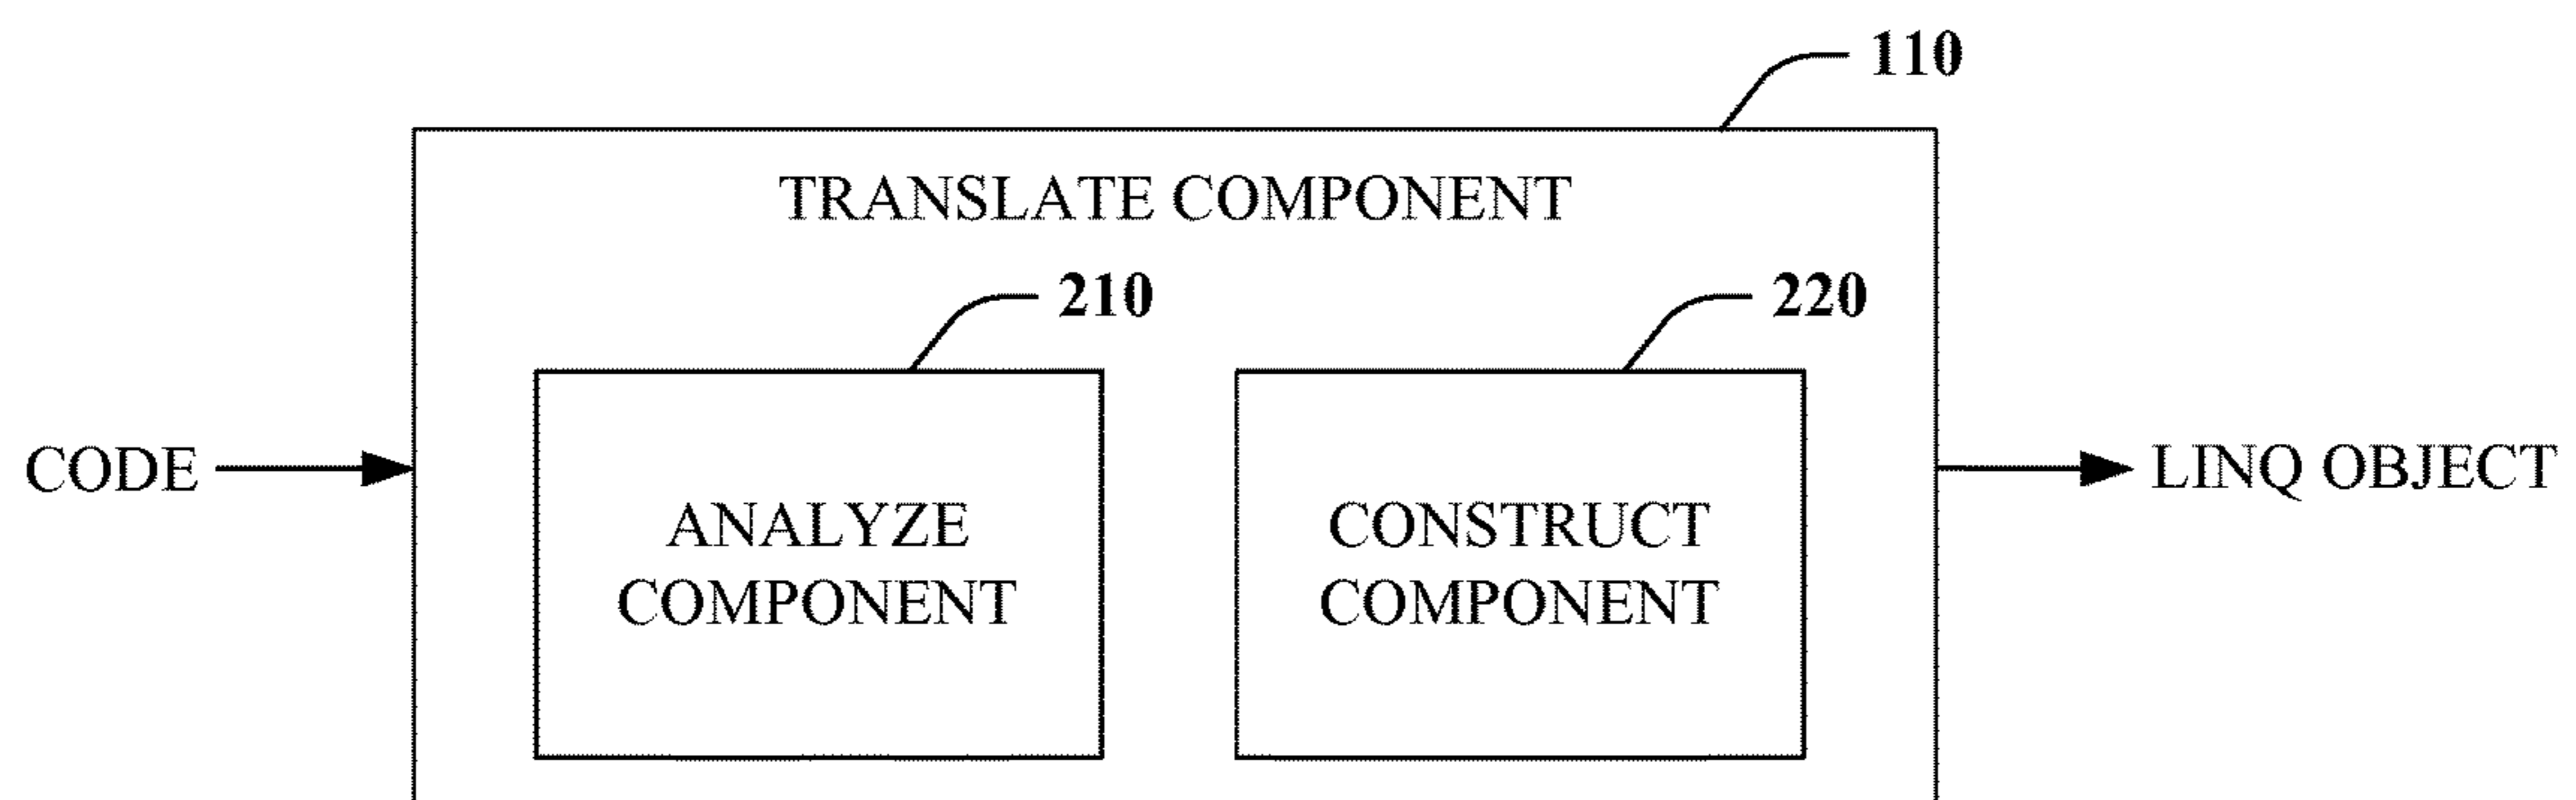 110
TRANSLATE COMPONENT
210
220
CODE
ANALYZE
COMPONENT
CONSTRUCT
COMPONENT
LINQ OBJECT